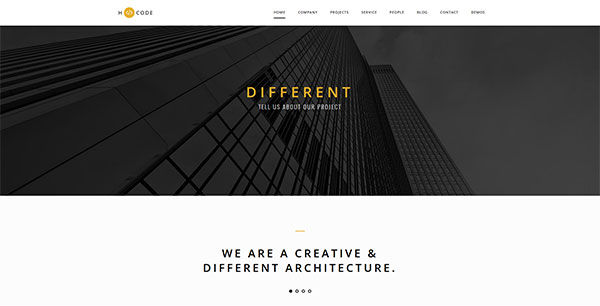 H </> CODE
HOME COMPANY PROJECTS SERVICE PEOPLE BLOG CONTACT DEMOS
DIFFERENT
TELL US ABOUT OUR PROJECT
WE ARE A CREATIVE &
DIFFERENT ARCHITECTURE.